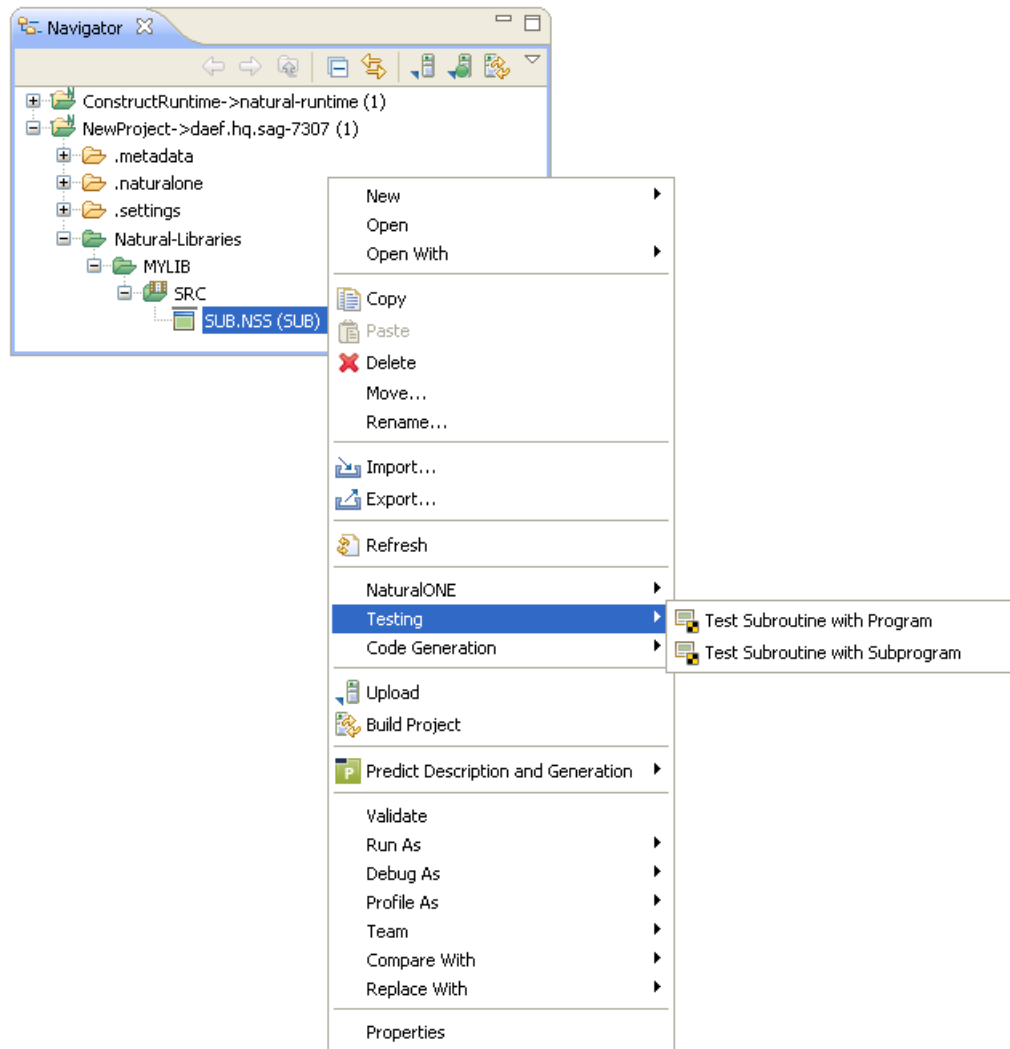 Navigator
ConstructRuntime->natural-runtime (1)
NewProject->daef.hq.sag-7307 (1)
.metadata
.naturalone
.settings
Natural-Libraries
MYLIB
SRC
SUB.NSS (SUB)
New
Open
Open With
Copy
Paste
Delete
Move...
Rename...
Import...
Export...
Refresh
NaturalONE
Testing
Test Subroutine with Program
Code Generation
Test Subroutine with Subprogram
Upload
Build Project
Predict Description and Generation
Validate
Run As
Debug As
Profile As
Team
Compare With
Replace With
Properties